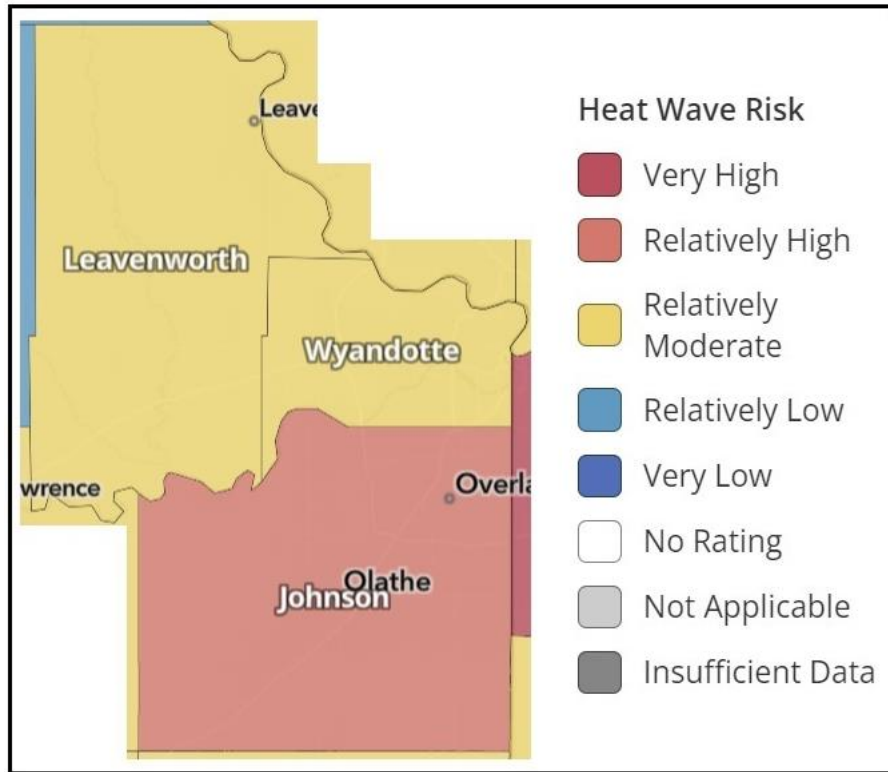 Leave
Leavenworth
Wyandotte
wrence
Overla
Olathe
Johnson
Heat Wave Risk
Very High
Relatively High
Relatively
Moderate
Relatively Low
Very Low
No Rating
Not Applicable
Insufficient Data